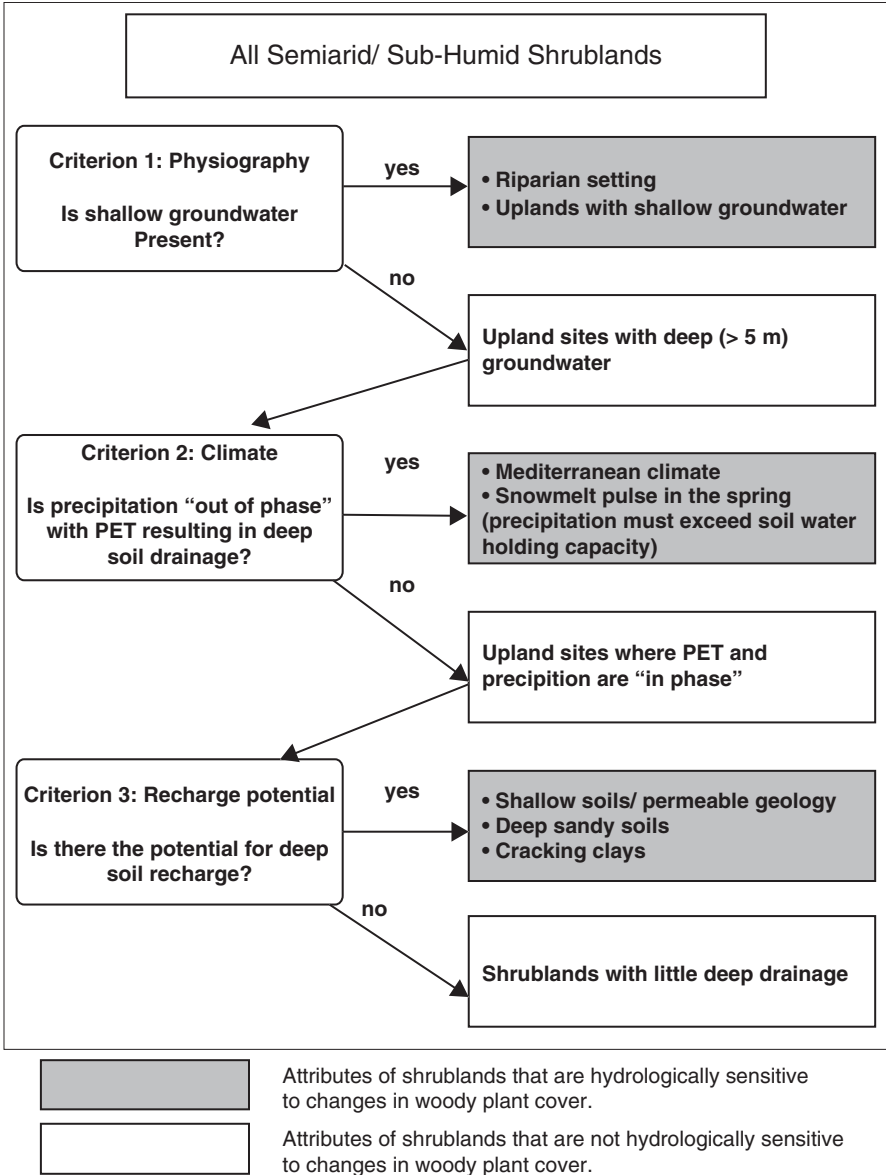 All Semiarid/ Sub-Humid Shrublands
Criterion 1: Physiography
Is shallow groundwater
Present?
yes
• Riparian setting
• Uplands with shallow groundwater
no
Upland sites with deep (> 5 m)
groundwater
Criterion 2: Climate
Is precipitation “out of phase”
with PET resulting in deep
soil drainage?
yes
• Mediterranean climate
• Snowmelt pulse in the spring
(precipitation must exceed soil water
holding capacity)
no
Upland sites where PET and
precipition are “in phase”
Criterion 3: Recharge potential
Is there the potential for deep
soil recharge?
yes
• Shallow soils/ permeable geology
• Deep sandy soils
• Cracking clays
no
Shrublands with little deep drainage
Attributes of shrublands that are hydrologically sensitive
to changes in woody plant cover.
Attributes of shrublands that are not hydrologically sensitive
to changes in woody plant cover.